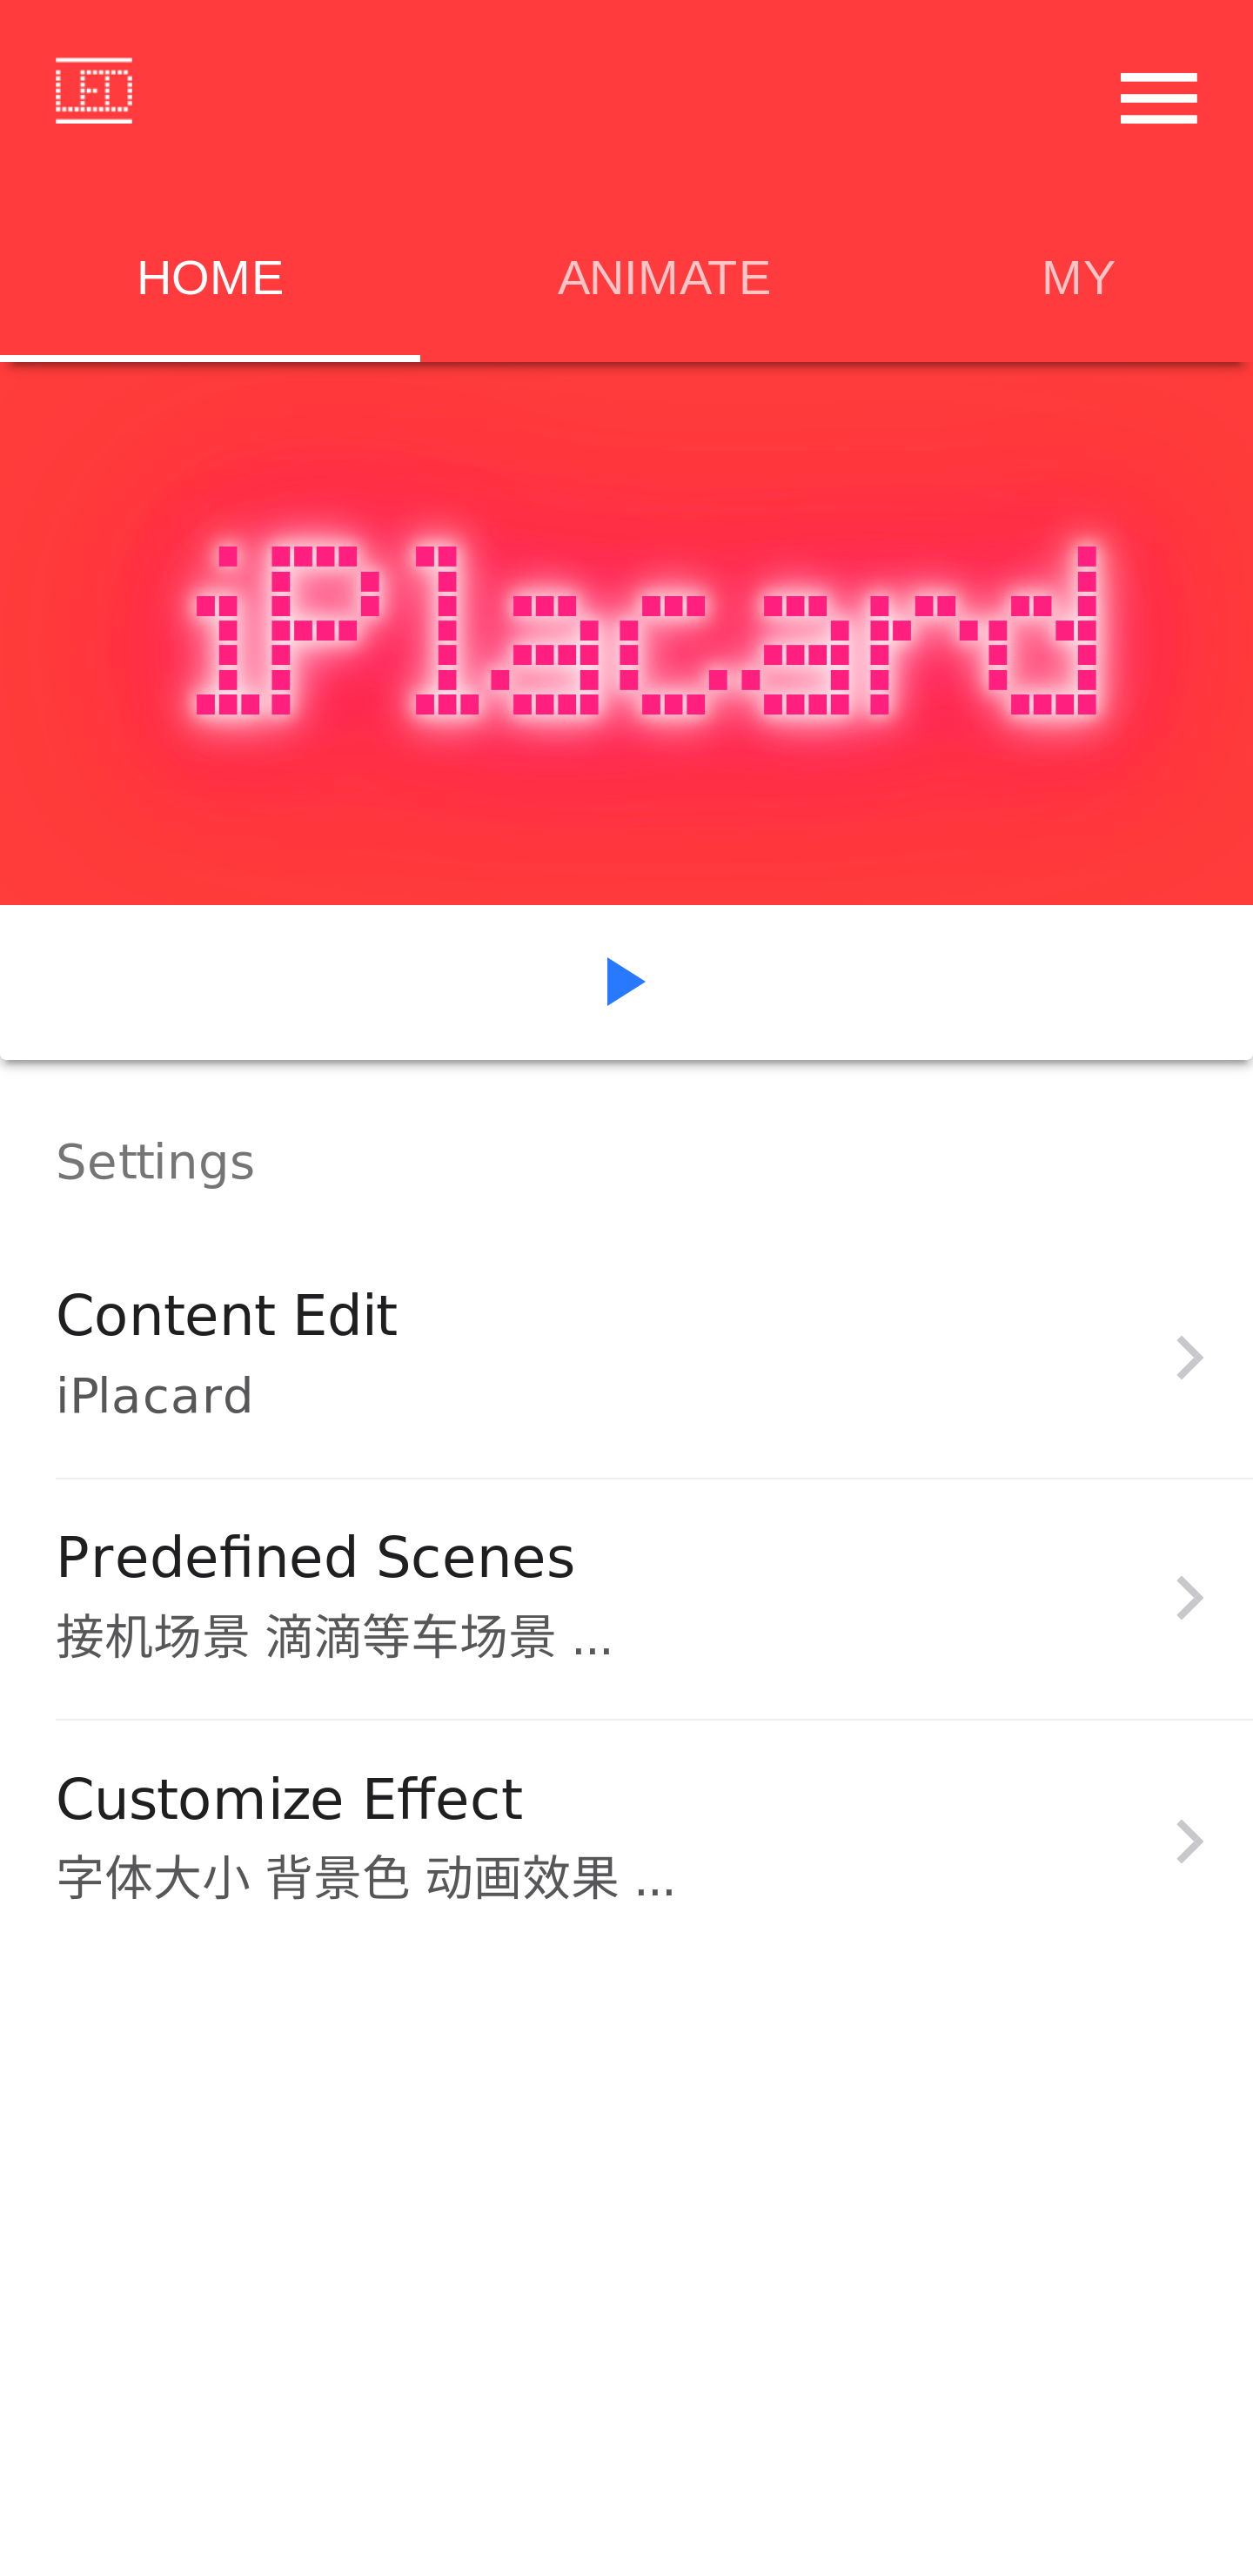 LED
HOME
ANIMATE
MY
iPlacard
Settings
Content Edit
iPlacard
Predefined Scenes
接机场景 滴滴等车场景 ...
Customize Effect
字体大小 背景色 动画效果 ...